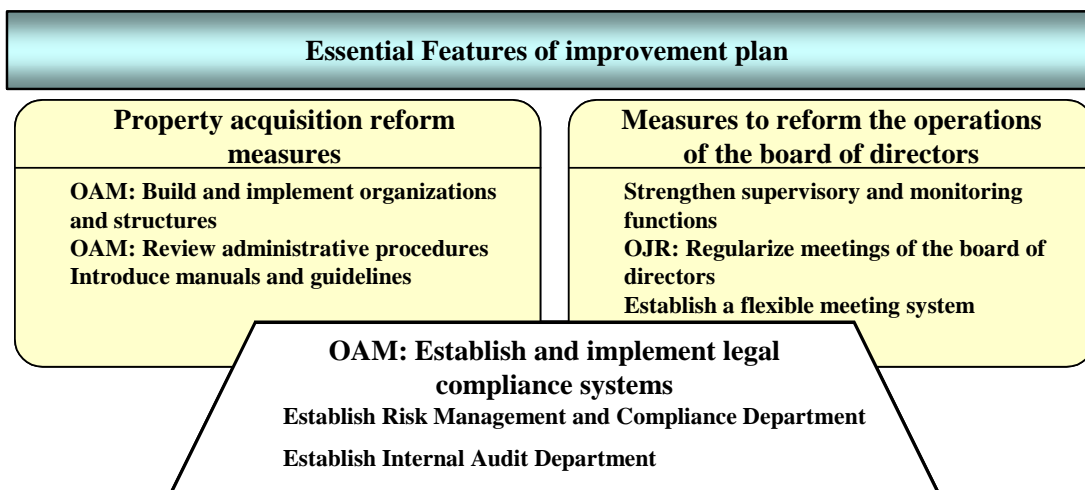 Essential Features of improvement plan
Property acquisition reform
measures
OAM: Build and implement organizations
and structures
OAM: Review administrative procedures
Introduce manuals and guidelines
Measures to reform the operations
of the board of directors
Strengthen supervisory and monitoring
functions
OJR: Regularize meetings of the board of
directors
Establish a flexible meeting system
OAM: Establish and implement legal
compliance systems
Establish Risk Management and Compliance Department
Establish Internal Audit Department